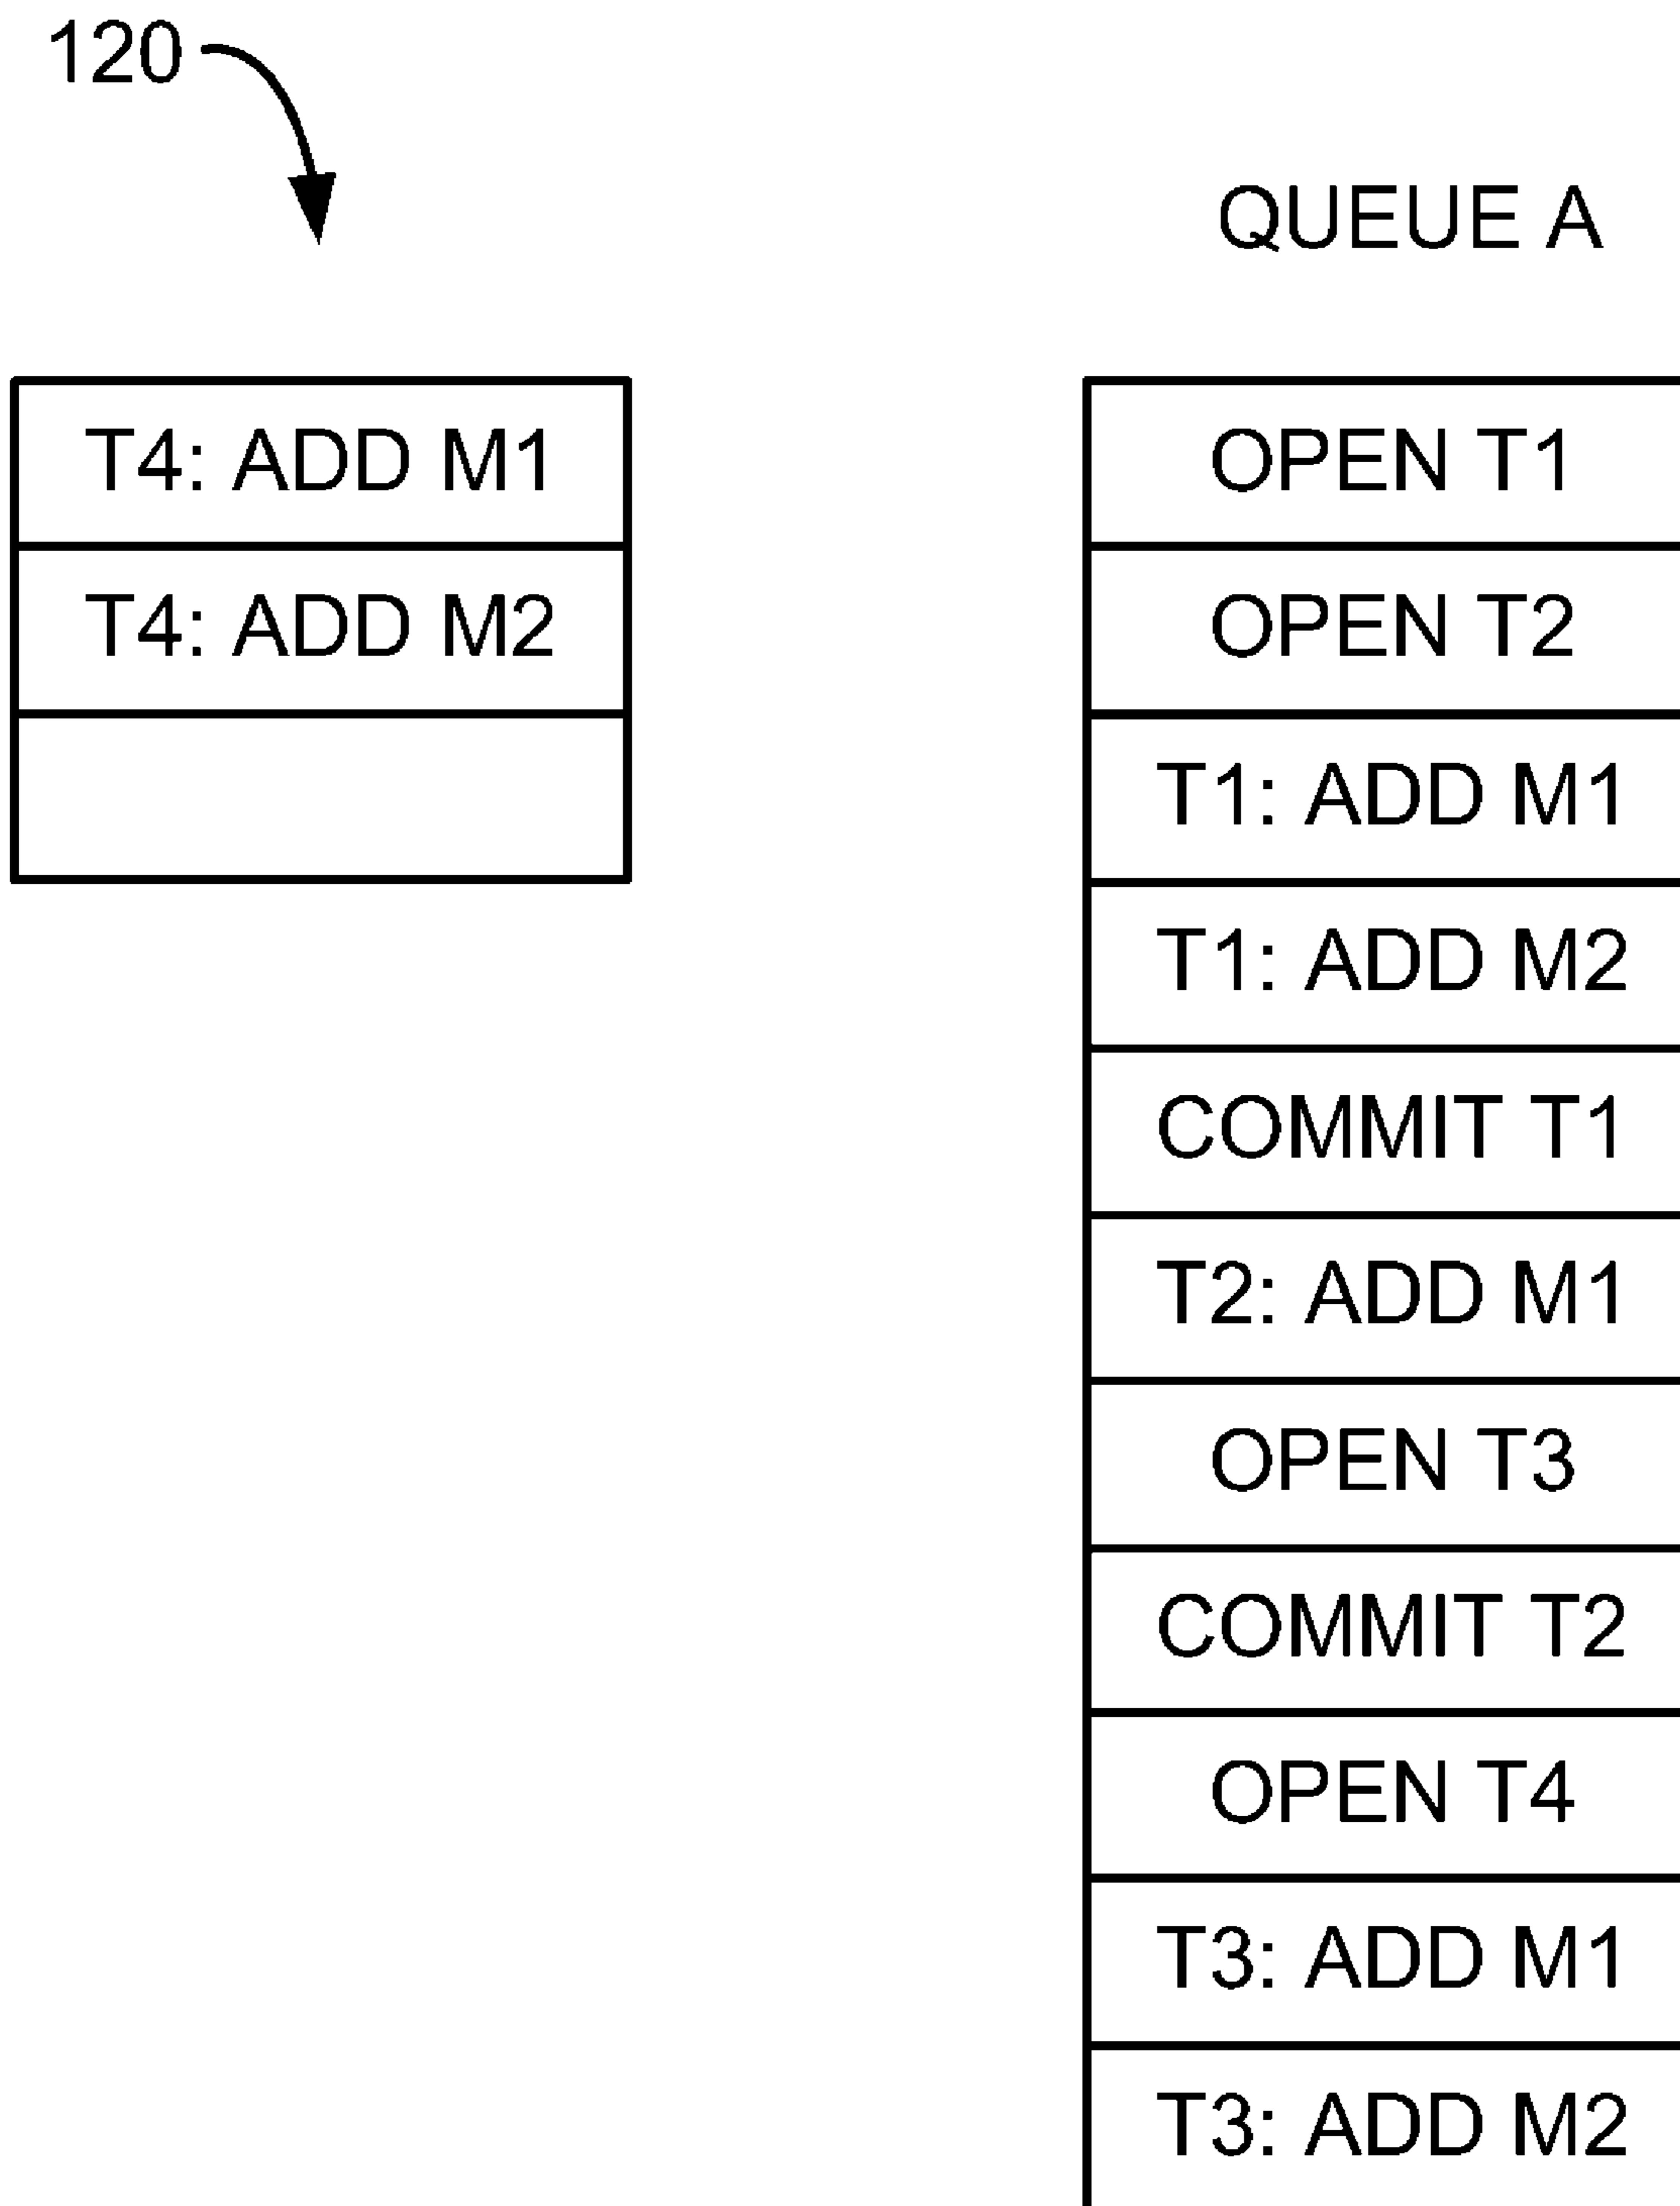 120
T4: ADD M1
T4: ADD M2
QUEUE A
OPEN T1
OPEN T2
T1: ADD M1
T1: ADD M2
COMMIT T1
T2: ADD M1
OPEN T3
COMMIT T2
OPEN T4
T3: ADD M1
T3: ADD M2